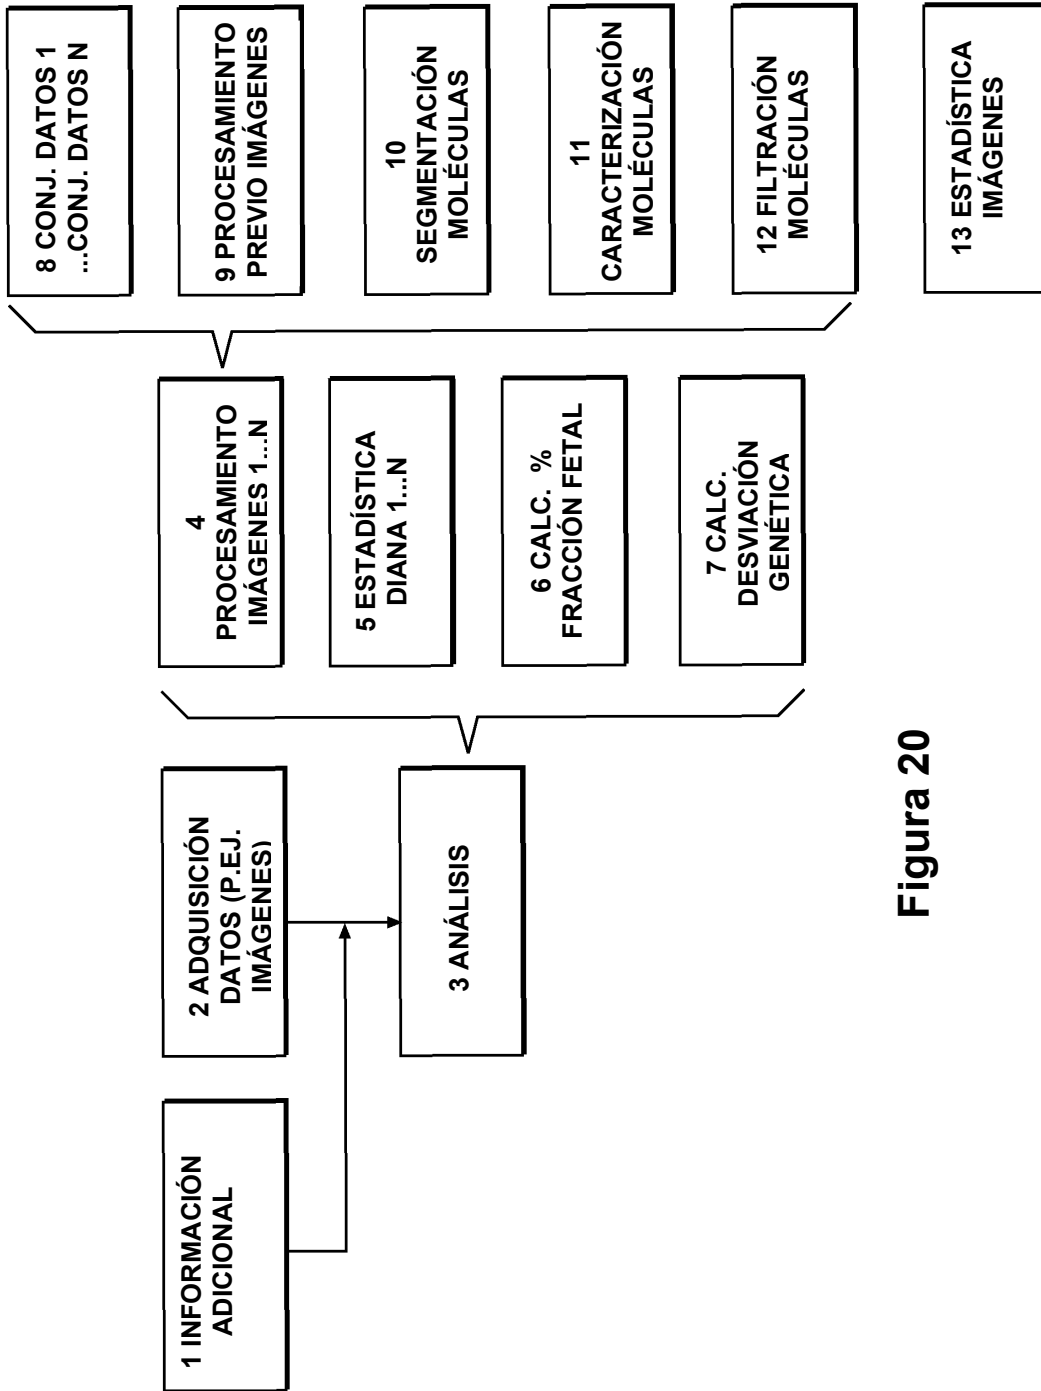 1 INFORMACIÓN
ADICIONAL
2 ADQUISICIÓN
DATOS (P.EJ.
IMÁGENES)
3 ANÁLISIS
4
PROCESAMIENTO
IMÁGENES 1...N
5 ESTADÍSTICA
DIANA 1...N
6 CALC. %
FRACCIÓN FETAL
7 CALC.
DESVIACIÓN
GENÉTICA
8 CONJ. DATOS 1
...CONJ. DATOS N
9 PROCESAMIENTO
PREVIO IMÁGENES
10
SEGMENTACIÓN
MOLÉCULAS
11
CARACTERIZACIÓN
MOLÉCULAS
12 FILTRACIÓN
MOLÉCULAS
13 ESTADÍSTICA
IMÁGENES
Figura 20